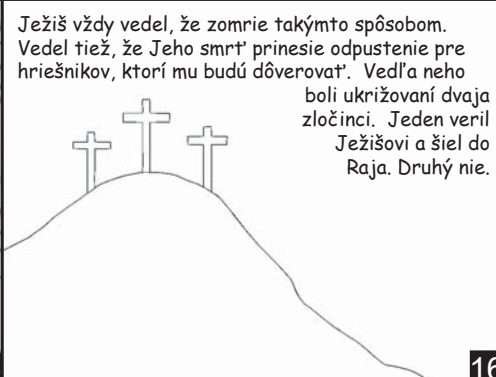 Ježiš vždy vedel, že zomrie takýmto spôsobom.
Vedel tiež, že Jeho smrť prinesie odpustenie pre
hriešnikov, ktorí mu budú dôverovať. Vedľa neho
boli ukrižovaní dvaja
zločinci. Jeden veril
Ježišovi a šiel do
Raja. Druhý nie.
16